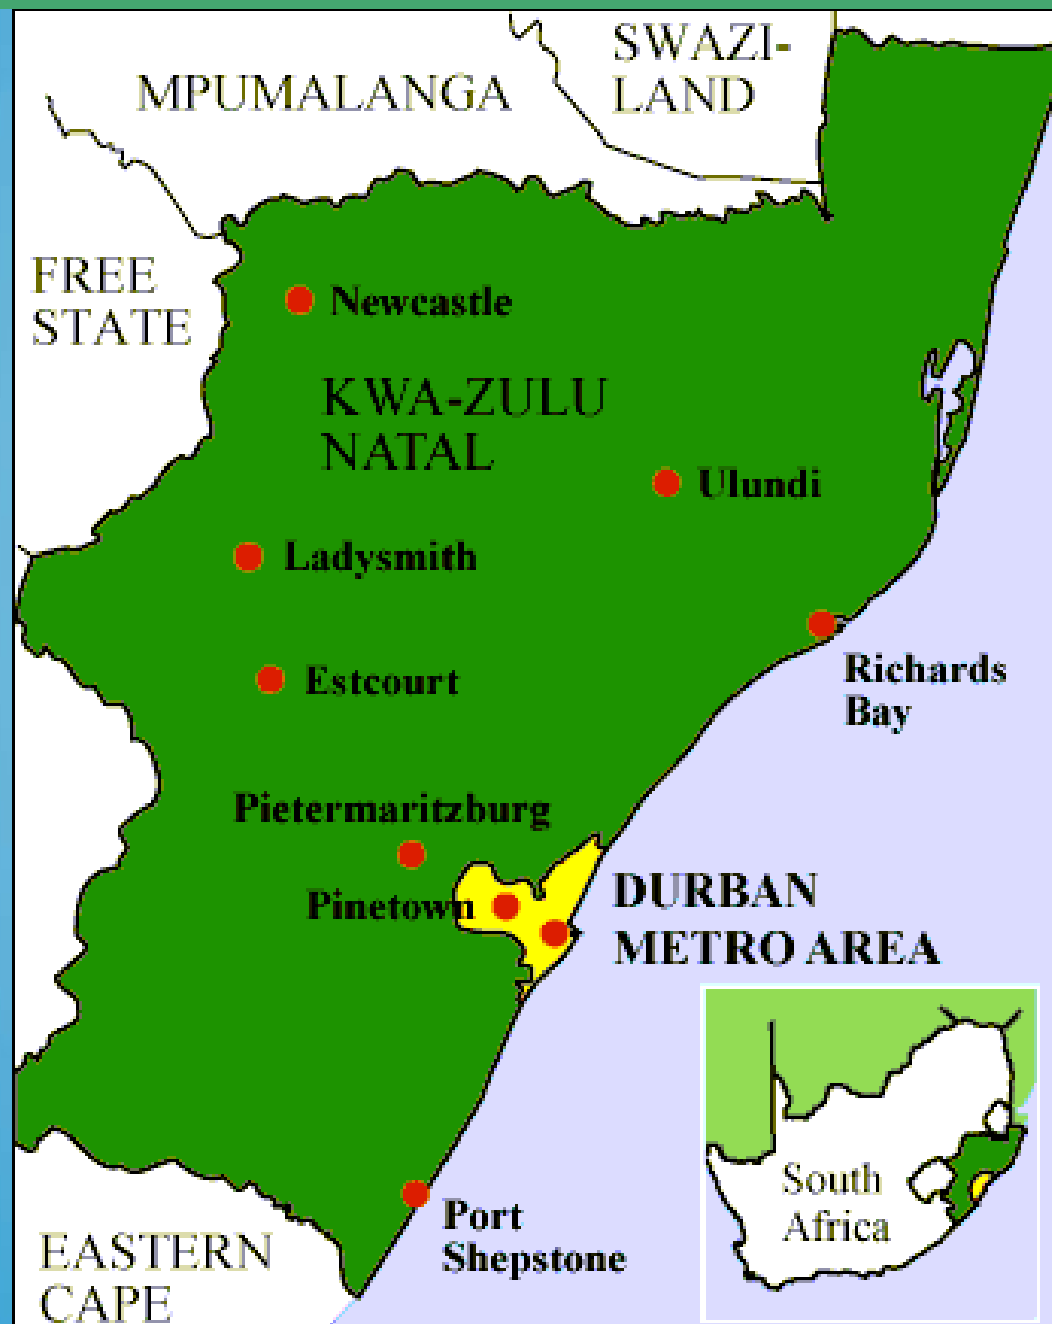 SWAZI-
LAND
MPUMALANGA
FREE
STATE
Newcastle
KWA-ZULU
NATAL
Ulundi
Ladysmith
Richards
Bay
Estcourt
Pietermaritzburg
Pinetown
DURBAN
METRO AREA
South
Africa
Port
Shepstone
EASTERN
CAPE